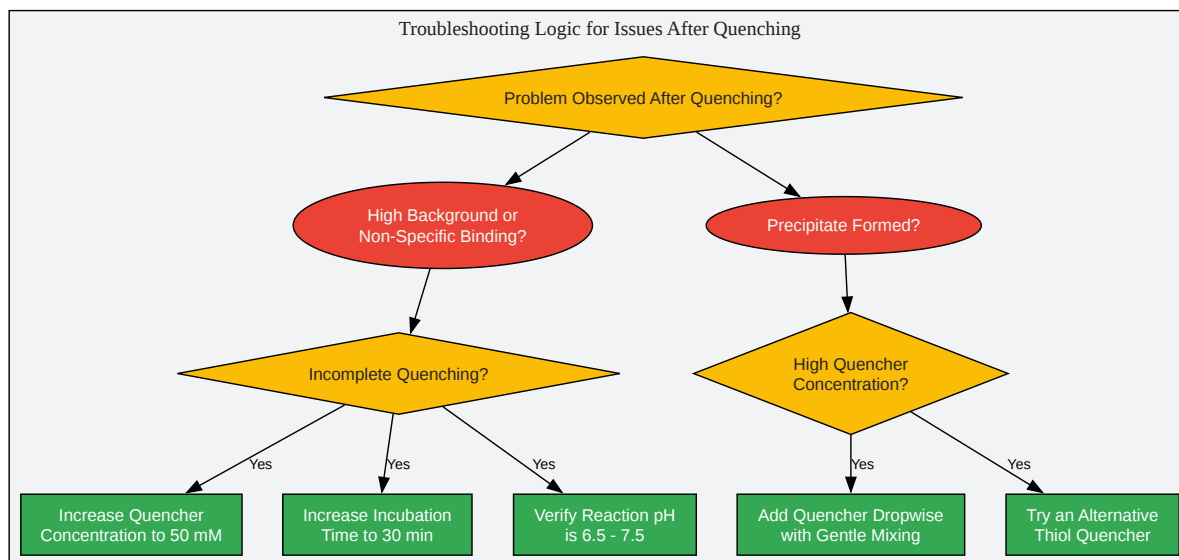 Troubleshooting Logic for Issues After Quenching
Problem Observed After Quenching?
High Background or
Non-Specific Binding?
Precipitate Formed?
Incomplete Quenching?
High Quencher
Concentration?
Yes
Yes
Yes
Yes
Yes
Increase Quencher
Concentration to 50 mM
Increase Incubation
Time to 30 min
Verify Reaction pH
is 6.5 - 7.5
Add Quencher Dropwise
with Gentle Mixing
Try an Alternative
Thiol Quencher